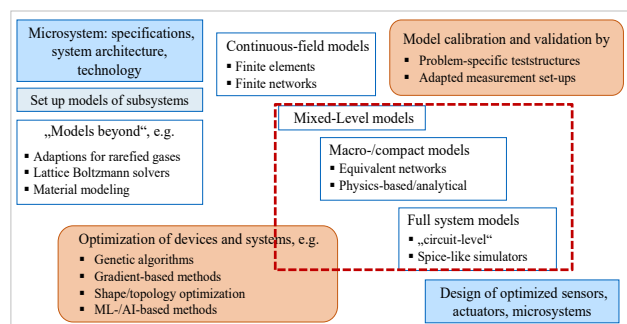 Microsystem: specifications,
system architecture,
technology
Set up models of subsystems
„Models beyond“, e.g.
▪ Adaptions for rarefied gases
▪ Lattice Boltzmann solvers
▪ Material modeling
Continuous-field models
▪ Finite elements
▪ Finite networks
Model calibration and validation by
▪ Problem-specific teststructures
▪ Adapted measurement set-ups
Mixed-Level models
Macro-/compact models
▪ Equivalent networks
▪ Physics-based/analytical
Full system models
▪ „circuit-level“
▪ Spice-like simulators
Optimization of devices and systems, e.g.
▪ Genetic algorithms
▪ Gradient-based methods
▪ Shape/topology optimization
▪ ML-/AI-based methods
Design of optimized sensors,
actuators, microsystems